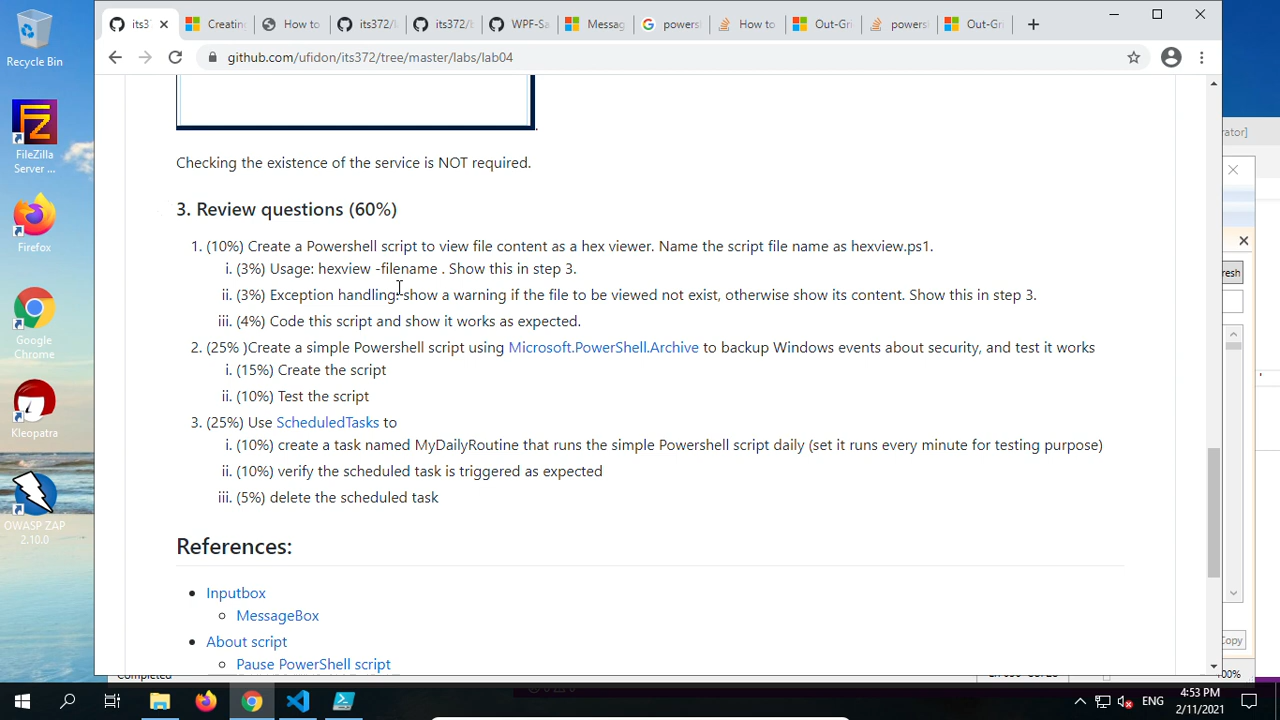 Recycle Bin
FileZilla
Server ...
Firefox
Google
Chrome
Kleopatra
OWASP ZAP
2.10.0
its3
Creatin
How to
its372/l
its372/b
WPF-Sa
Messag
powers
How to
Out-Gr
powers
Out-Gr
github.com/ufidon/its372/tree/master/labs/lab04
Checking the existence of the service is NOT required.
3. Review questions (60%)
1. (10%) Create a Powershell script to view file content as a hex viewer. Name the script file name as hexview.ps1.
i. (3%) Usage: hexview -filename . Show this in step 3.
ii. (3%) Exception handling: show a warning if the file to be viewed not exist, otherwise show its content. Show this in step 3.
iii. (4%) Code this script and show it works as expected.
2. (25% )Create a simple Powershell script using Microsoft.PowerShell.Archive to backup Windows events about security, and test it works
i. (15%) Create the script
ii. (10%) Test the script
3. (25%) Use ScheduledTasks to
i. (10%) create a task named MyDailyRoutine that runs the simple Powershell script daily (set it runs every minute for testing purpose)
ii. (10%) verify the scheduled task is triggered as expected
iii. (5%) delete the scheduled task
References:
Inputbox
MessageBox
About script
Pause PowerShell script
rator]
esh
Copy
Completed
100%
ENG
4:53 PM
2/11/2021